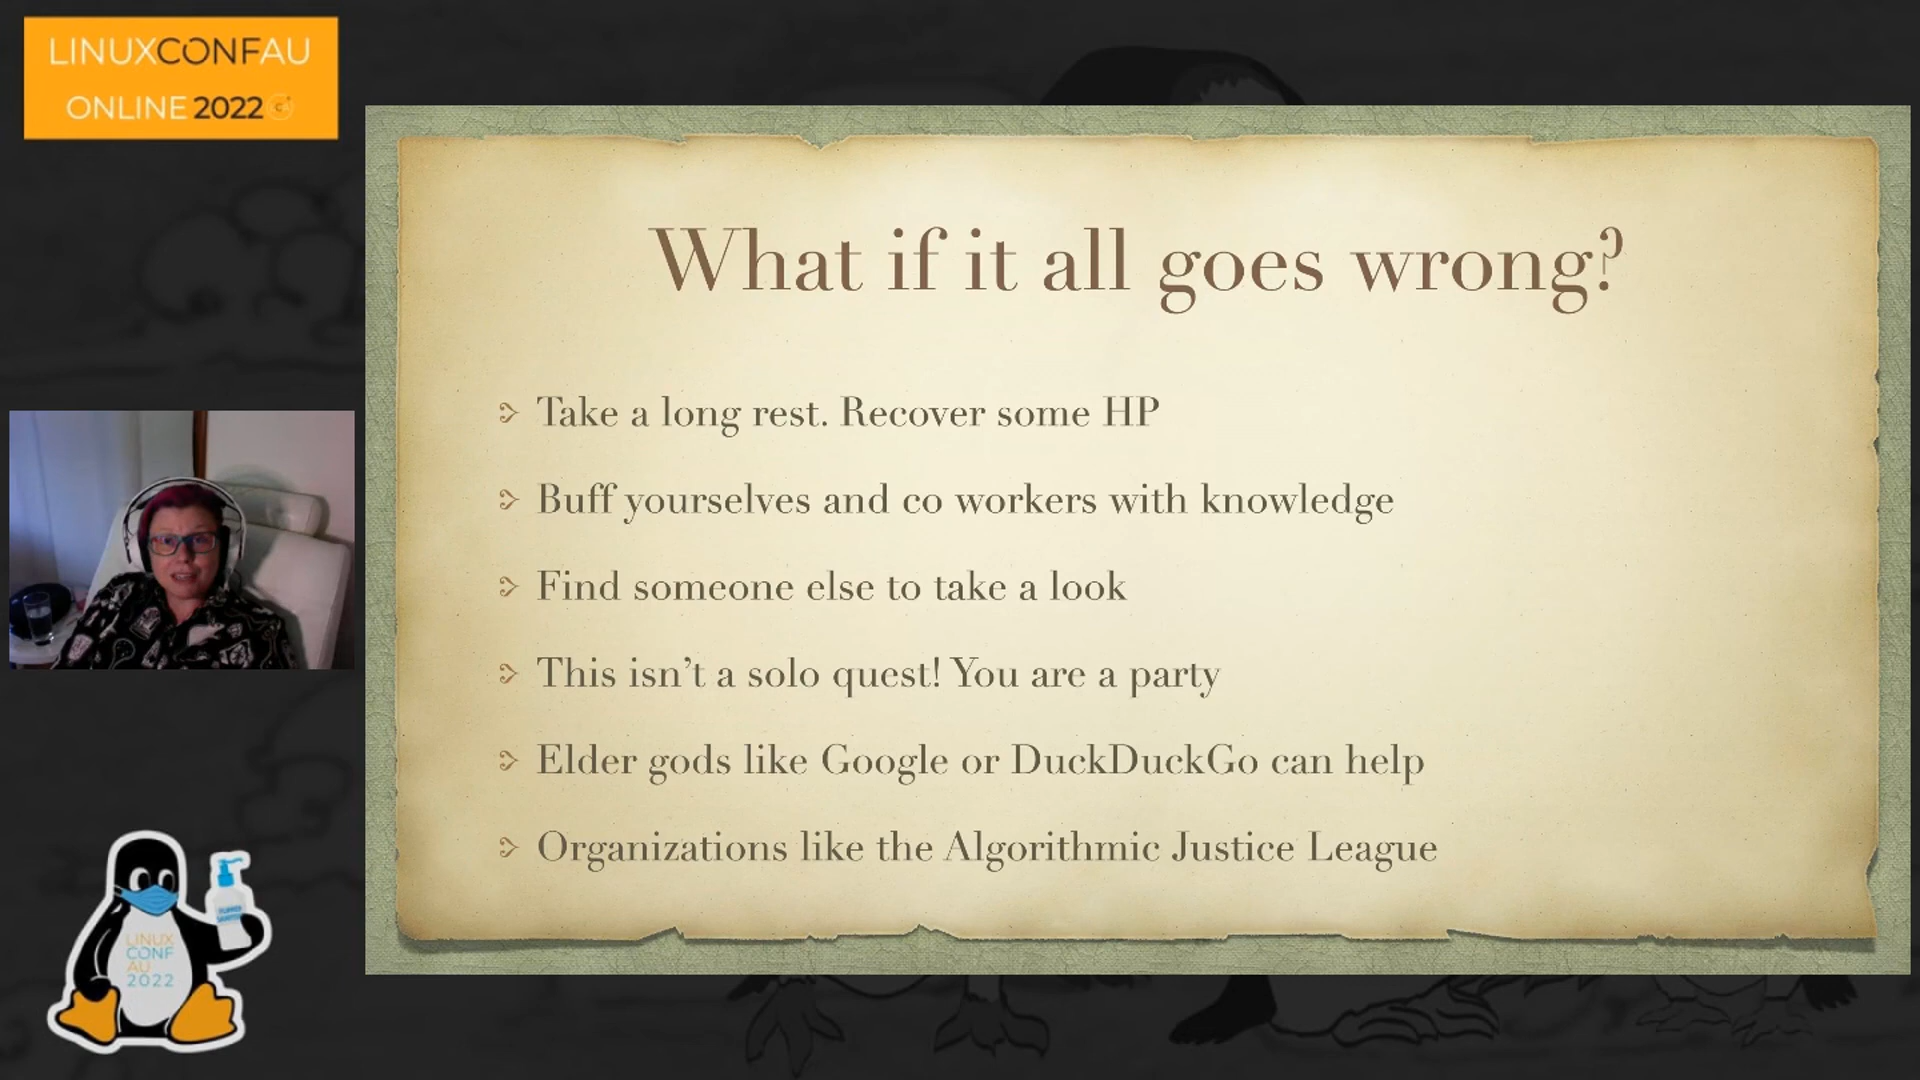 LINUXCONFAU
ONLINE 2022
What if it all goes wrong?
Take a long rest. Recover some HP
Buff yourselves and co workers with knowledge
Find someone else to take a look
This isn't a solo quest! You are a party
Elder gods like Google or DuckDuckGo can help
Organizations like the Algorithmic Justice League
LINUX
CONF
AU
2022